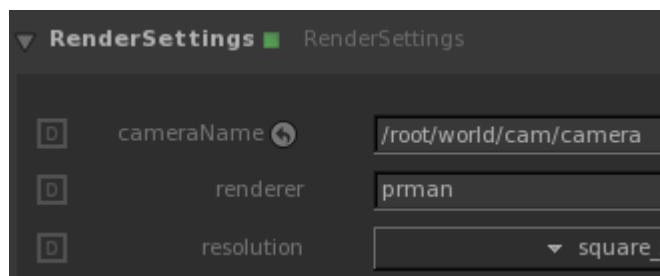 RenderSettings RenderSettings
D cameraName /root/world/cam/camera
D renderer prman
D resolution square_